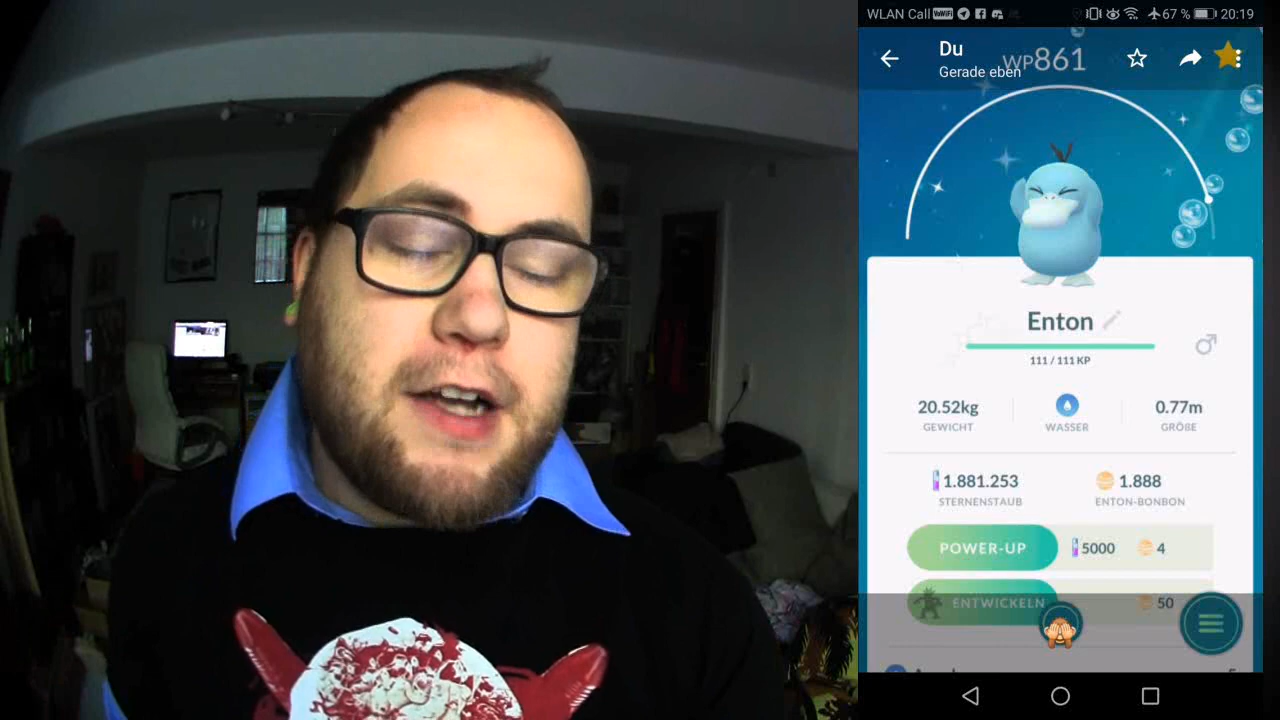 WLAN Call VoWiFi 67 % 20:19
Du
Gerade eben
WP861
Enton
111 / 111 KP
20.52kg
GEWICHT
WASSER
0.77m
GRÖßE
1.881.253
STERNENSTAUB
1.888
ENTON-BONBON
POWER-UP 5000 4
ENTWICKELN 50